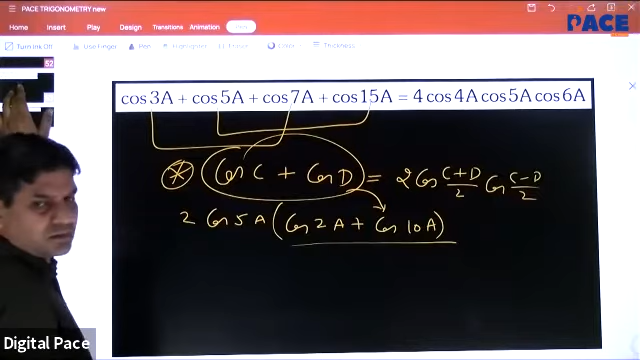 PACE TRIGONOMETRY new
PACE
Home Insert Play Design Transitions Animation
Turn Ink Off Use Finger Pen Highlighter Eraser Color Thickness
52
cos 3A + cos 5A + cos 7A + cos 15A = 4 cos 4A cos 5A cos 6A
* Cos C + Cos D = 2 Cos (C+D)/2 Cos (C-D)/2
2 Cos 5A (Cos 2A + Cos 10A)
Digital Pace